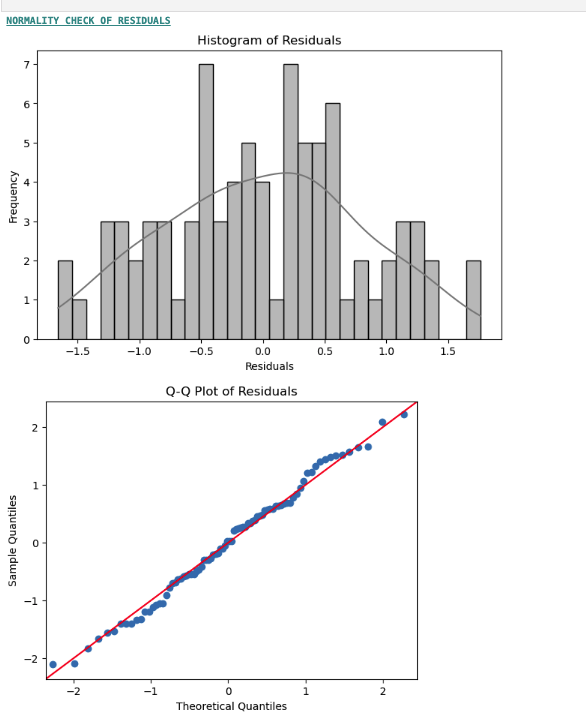 NORMALITY CHECK OF RESIDUALS
Histogram of Residuals
7
6
5
4
3
2
1
0
Frequency
−1.5 −1.0 −0.5 0.0 0.5 1.0 1.5
Residuals
Q-Q Plot of Residuals
2
1
0
−1
−2
Sample Quantiles
−2 −1 0 1 2
Theoretical Quantiles